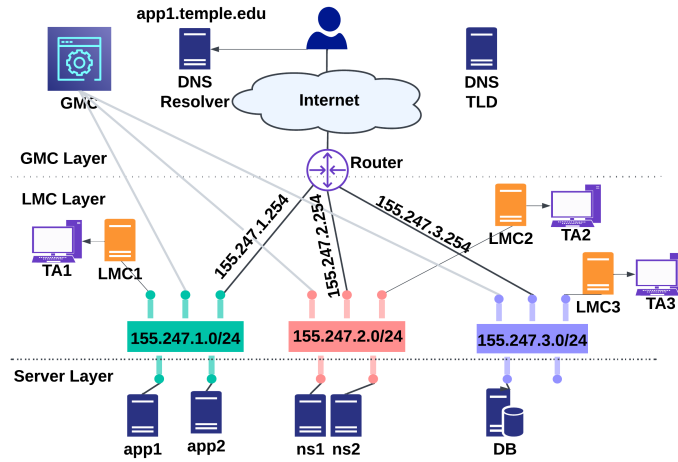 app1.temple.edu
GMC
DNS
Resolver
Internet
DNS
TLD
GMC Layer
Router
LMC Layer
155.247.1.254
155.247.2.254
155.247.3.254
TA1
LMC1
LMC2
TA2
LMC3
TA3
155.247.1.0/24
155.247.2.0/24
155.247.3.0/24
Server Layer
app1
app2
ns1
ns2
DB